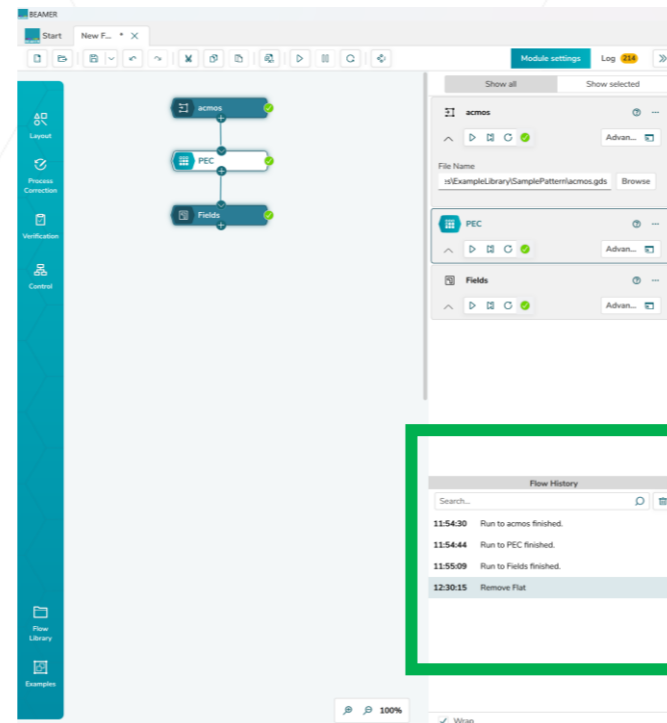 BEAMER
Start New F... * X
Module settings Log 214
Show all Show selected
Layout
Process
Correction
Verification
Control
Flow
Library
Examples
acmos
PEC
Fields
100%
acmos
Advan...
File Name
:s\ExampleLibrary\SamplePattern\acmos.gds Browse
PEC
Advan...
Fields
Advan...
Flow History
Search...
11:54:30 Run to acmos finished.
11:54:44 Run to PEC finished.
11:55:09 Run to Fields finished.
12:30:15 Remove Flat
Wrap